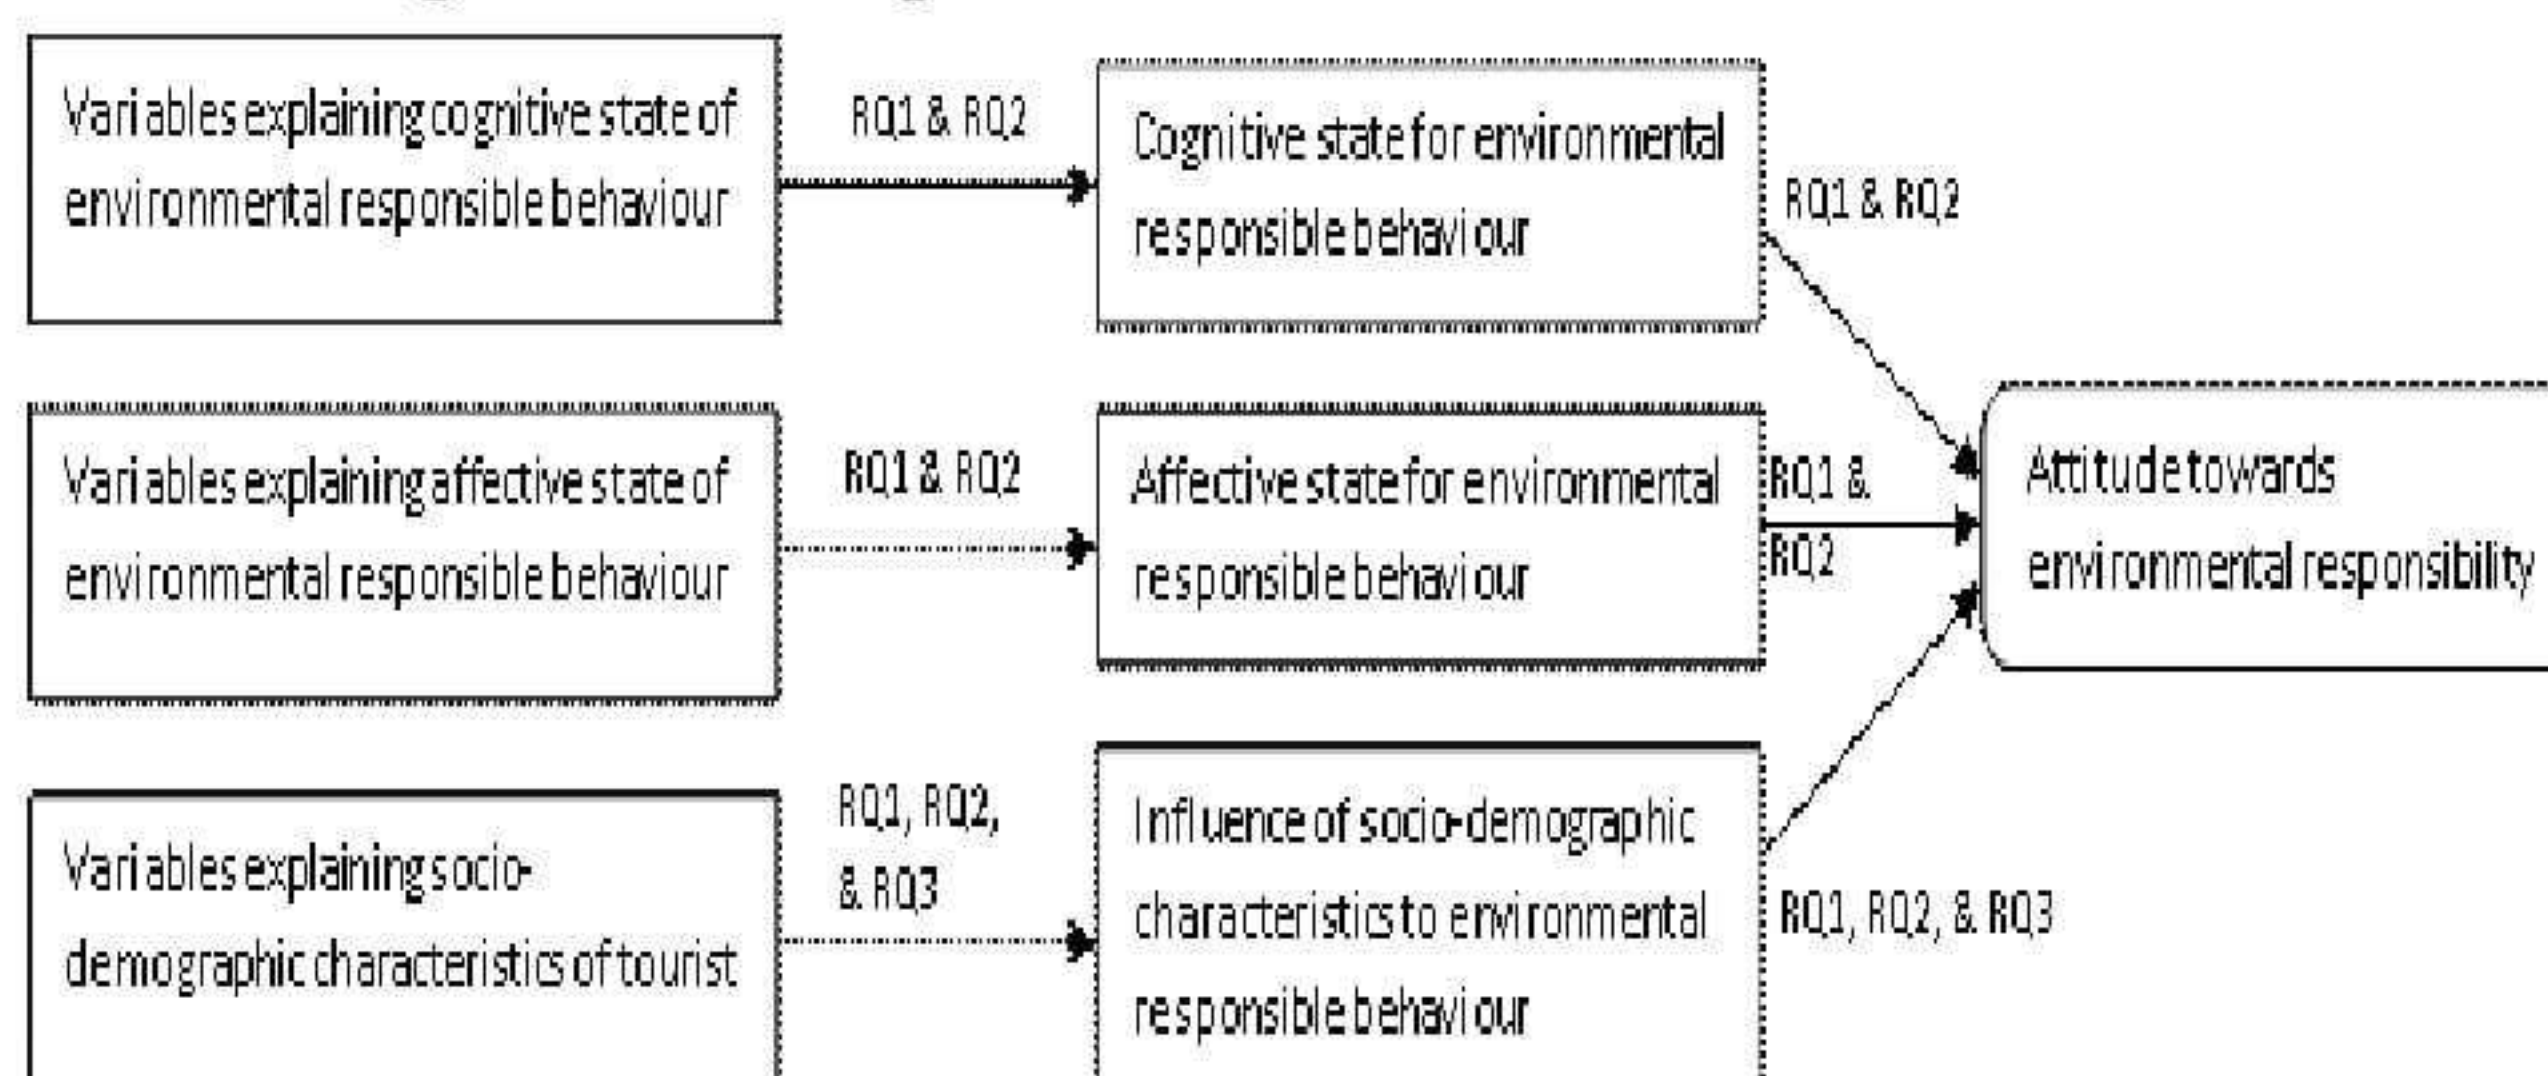 Variables explaining cognitive state of
environmental responsible behaviour
RQ1 & RQ2
Cognitive state for environmental
responsible behaviour
RQ1 & RQ2
Variables explaining affective state of
environmental responsible behaviour
RQ1 & RQ2
Affective state for environmental
responsible behaviour
RQ1 &
RQ2
Attitude towards
environmental responsibility
Variables explaining socio-
demographic characteristics of tourist
RQ1, RQ2,
& RQ3
Influence of socio-demographic
characteristics to environmental
responsible behaviour
RQ1, RQ2, & RQ3